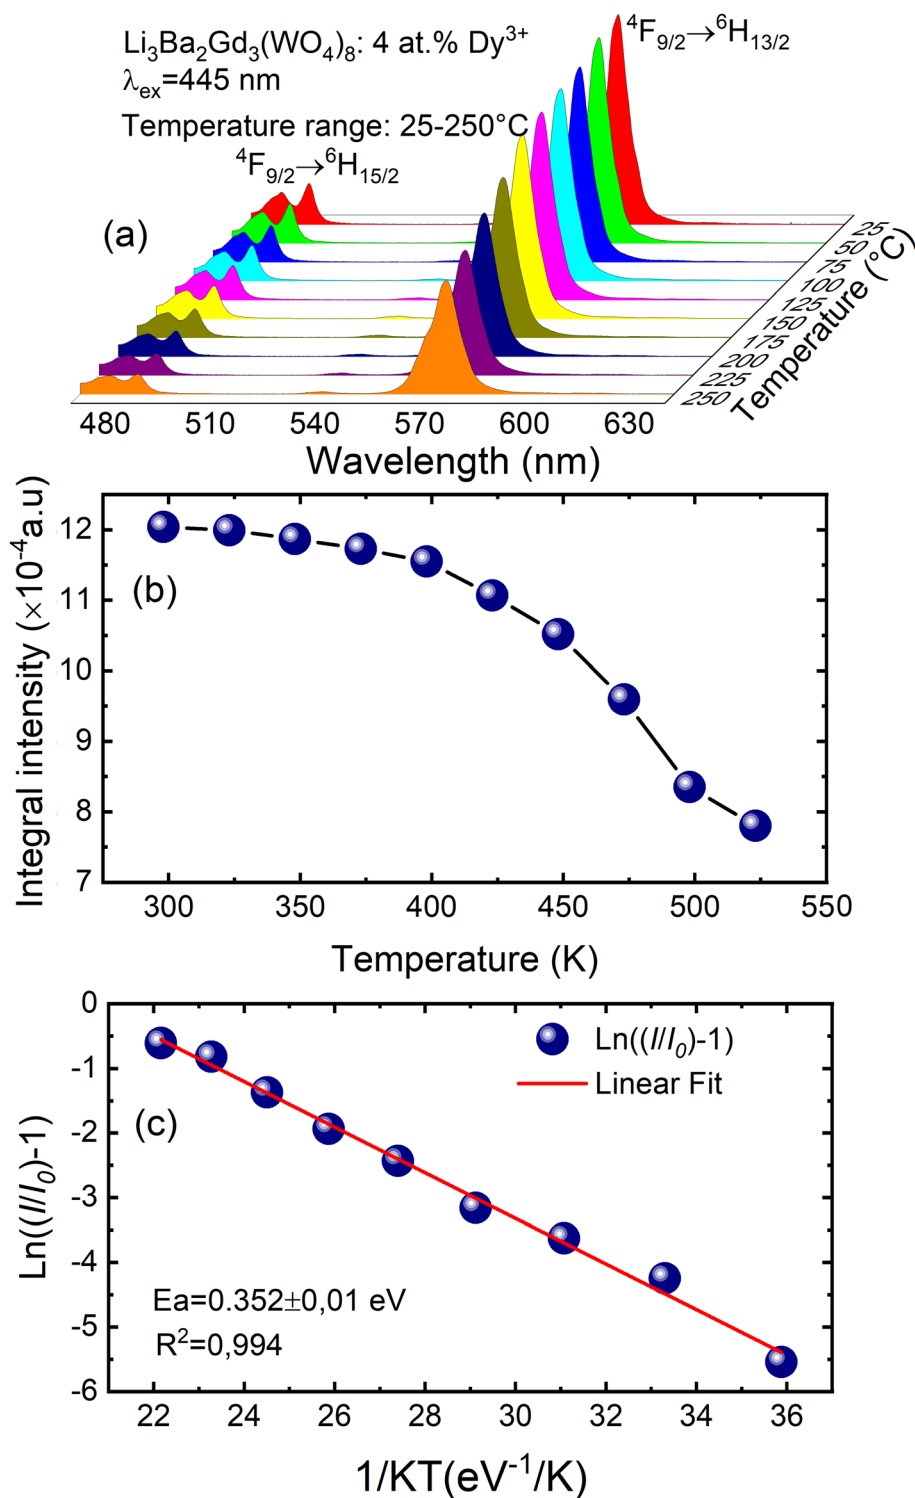 Li₃Ba₂Gd₃(WO₄)₈: 4 at.% Dy³⁺
λₑₓ=445 nm
Temperature range: 25-250°C
⁴F₉/₂→⁶H₁₃/₂
⁴F₉/₂→⁶H₁₅/₂
(a)
25
50
75
100
125
150
175
200
225
250
Temperature (°C)
480 510 540 570 600 630
Wavelength (nm)
12
11
10
9
8
7
Integral intensity (×10⁻⁴a.u)
(b)
300 350 400 450 500 550
Temperature (K)
0
-1
-2
-3
-4
-5
-6
Ln((I/I₀)-1)
Ln((I/I₀)-1)
Linear Fit
(c)
Ea=0.352±0,01 eV
R²=0,994
22 24 26 28 30 32 34 36
1/KT(eV⁻¹/K)